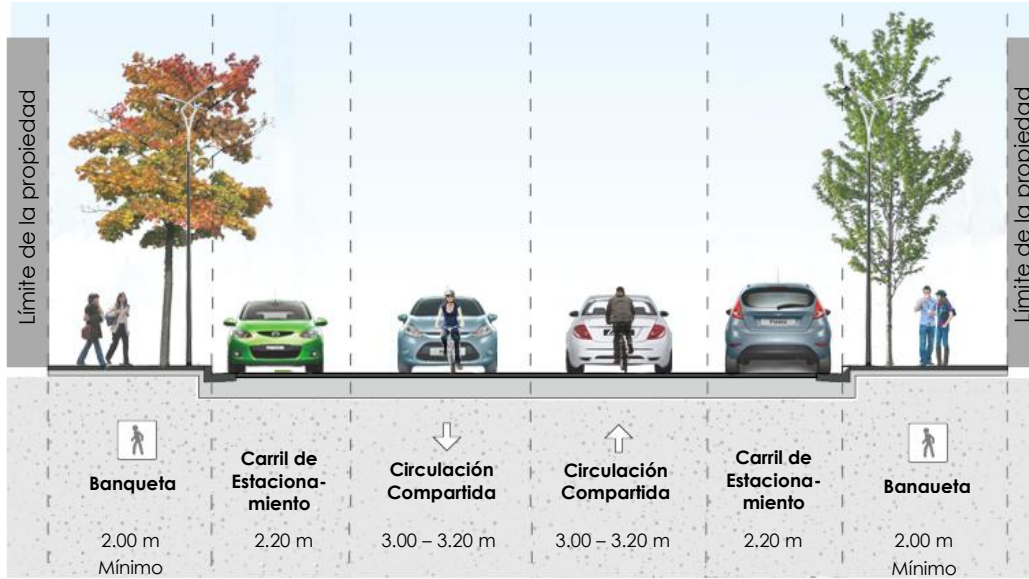 Límite de la propiedad
Límite de la propiedad
Banqueta
2.00 m
Mínimo
Carril de
Estaciona-
miento
2.20 m
Circulación
Compartida
3.00 – 3.20 m
Circulación
Compartida
3.00 – 3.20 m
Carril de
Estaciona-
miento
2.20 m
Banaueta
2.00 m
Mínimo